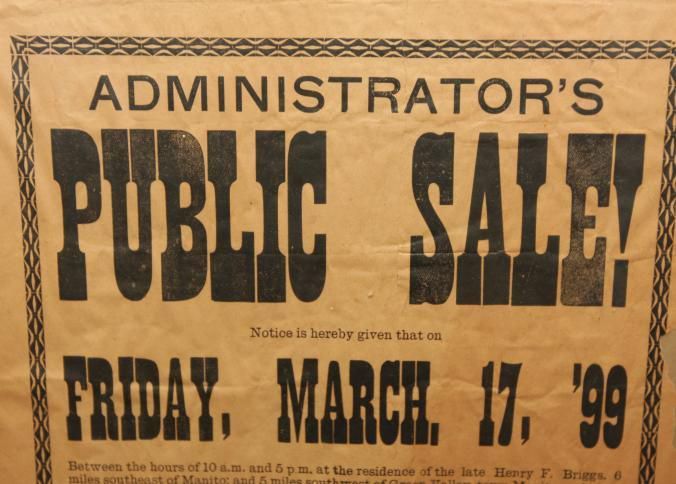 ADMINISTRATOR'S
PUBLIC SALE!
Notice is hereby given that on
FRIDAY, MARCH. 17, '99
Between the hours of 10 a.m. and 5 p.m. at the residence of the late Henry F. Briggs. 6
miles southeast of Manito; and 5 miles southwest of Green Valley